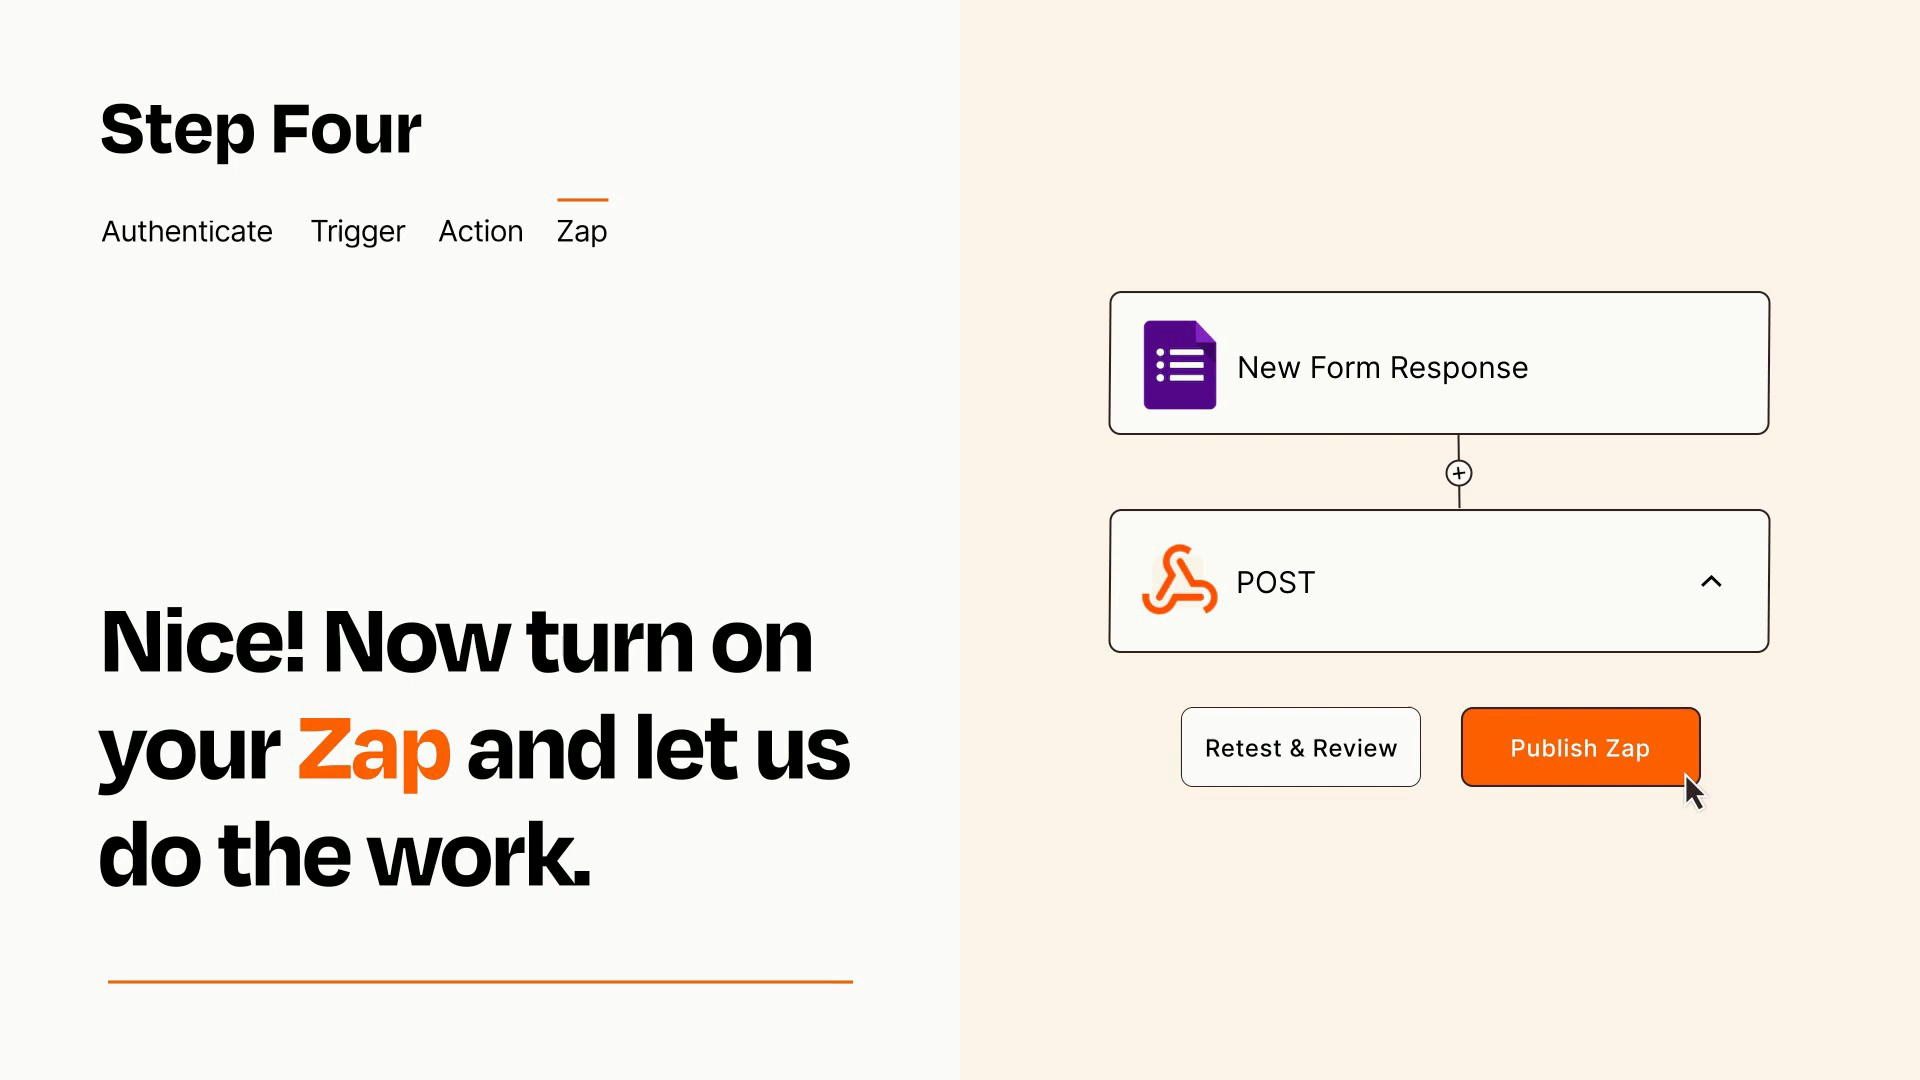 Step Four
Authenticate Trigger Action Zap
Nice! Now turn on
your Zap and let us
do the work.
New Form Response
POST
Retest & Review
Publish Zap